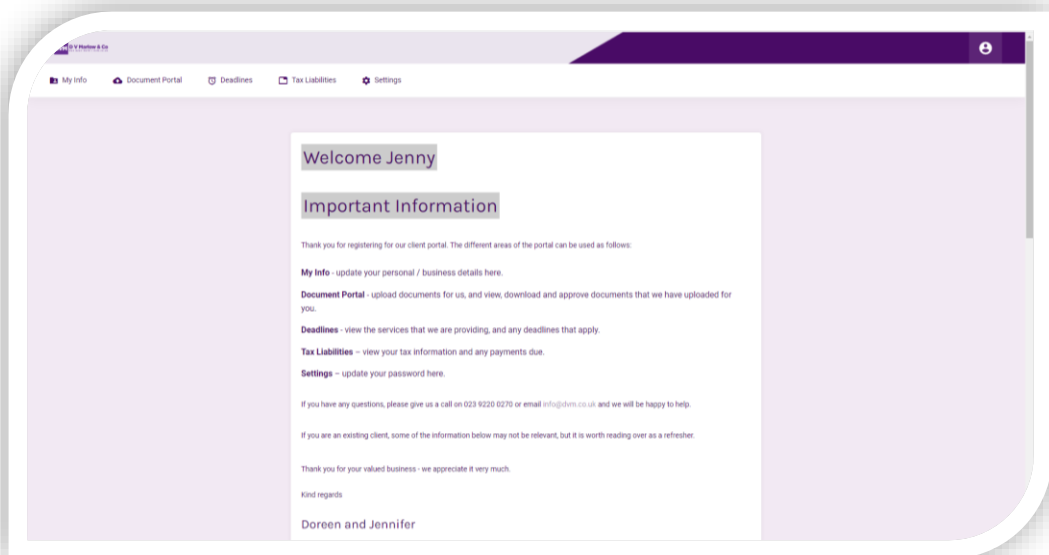 D V Marlow & Co
My Info Document Portal Deadlines Tax Liabilities Settings
Welcome Jenny
Important Information
Thank you for registering for our client portal. The different areas of the portal can be used as follows:
My Info - update your personal / business details here.
Document Portal - upload documents for us, and view, download and approve documents that we have uploaded for
you.
Deadlines - view the services that we are providing, and any deadlines that apply.
Tax Liabilities – view your tax information and any payments due.
Settings – update your password here.
If you have any questions, please give us a call on 023 9220 0270 or email info@dvm.co.uk and we will be happy to help.
If you are an existing client, some of the information below may not be relevant, but it is worth reading over as a refresher.
Thank you for your valued business - we appreciate it very much.
Kind regards
Doreen and Jennifer